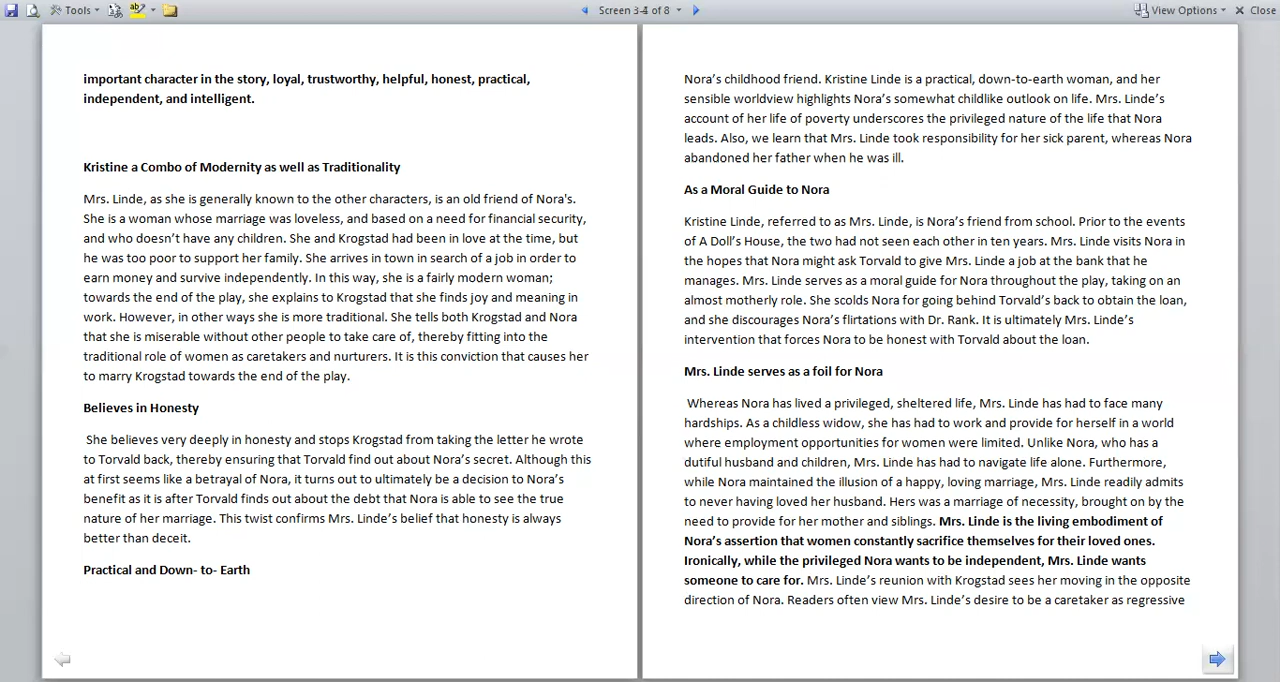 Tools
Screen 3-4 of 8
View Options
Close
important character in the story, loyal, trustworthy, helpful, honest, practical,
independent, and intelligent.
Kristine a Combo of Modernity as well as Traditionality
Mrs. Linde, as she is generally known to the other characters, is an old friend of Nora's.
She is a woman whose marriage was loveless, and based on a need for financial security,
and who doesn’t have any children. She and Krogstad had been in love at the time, but
he was too poor to support her family. She arrives in town in search of a job in order to
earn money and survive independently. In this way, she is a fairly modern woman;
towards the end of the play, she explains to Krogstad that she finds joy and meaning in
work. However, in other ways she is more traditional. She tells both Krogstad and Nora
that she is miserable without other people to take care of, thereby fitting into the
traditional role of women as caretakers and nurturers. It is this conviction that causes her
to marry Krogstad towards the end of the play.
Believes in Honesty
She believes very deeply in honesty and stops Krogstad from taking the letter he wrote
to Torvald back, thereby ensuring that Torvald find out about Nora’s secret. Although this
at first seems like a betrayal of Nora, it turns out to ultimately be a decision to Nora’s
benefit as it is after Torvald finds out about the debt that Nora is able to see the true
nature of her marriage. This twist confirms Mrs. Linde’s belief that honesty is always
better than deceit.
Practical and Down- to- Earth
Nora’s childhood friend. Kristine Linde is a practical, down-to-earth woman, and her
sensible worldview highlights Nora’s somewhat childlike outlook on life. Mrs. Linde’s
account of her life of poverty underscores the privileged nature of the life that Nora
leads. Also, we learn that Mrs. Linde took responsibility for her sick parent, whereas Nora
abandoned her father when he was ill.
As a Moral Guide to Nora
Kristine Linde, referred to as Mrs. Linde, is Nora’s friend from school. Prior to the events
of A Doll’s House, the two had not seen each other in ten years. Mrs. Linde visits Nora in
the hopes that Nora might ask Torvald to give Mrs. Linde a job at the bank that he
manages. Mrs. Linde serves as a moral guide for Nora throughout the play, taking on an
almost motherly role. She scolds Nora for going behind Torvald’s back to obtain the loan,
and she discourages Nora’s flirtations with Dr. Rank. It is ultimately Mrs. Linde’s
intervention that forces Nora to be honest with Torvald about the loan.
Mrs. Linde serves as a foil for Nora
Whereas Nora has lived a privileged, sheltered life, Mrs. Linde has had to face many
hardships. As a childless widow, she has had to work and provide for herself in a world
where employment opportunities for women were limited. Unlike Nora, who has a
dutiful husband and children, Mrs. Linde has had to navigate life alone. Furthermore,
while Nora maintained the illusion of a happy, loving marriage, Mrs. Linde readily admits
to never having loved her husband. Hers was a marriage of necessity, brought on by the
need to provide for her mother and siblings. Mrs. Linde is the living embodiment of
Nora’s assertion that women constantly sacrifice themselves for their loved ones.
Ironically, while the privileged Nora wants to be independent, Mrs. Linde wants
someone to care for. Mrs. Linde’s reunion with Krogstad sees her moving in the opposite
direction of Nora. Readers often view Mrs. Linde’s desire to be a caretaker as regressive